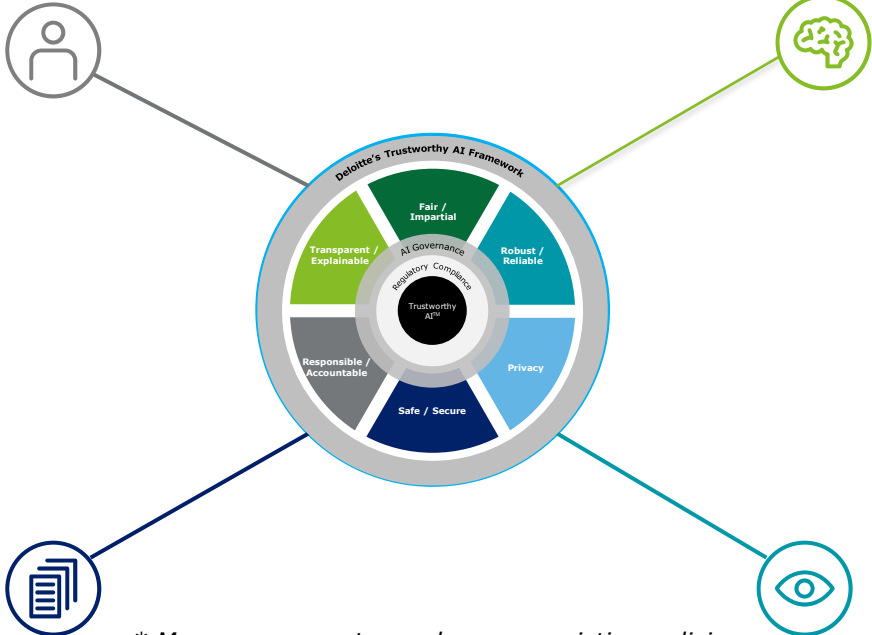 Deloitte's Trustworthy AI Framework
Fair /
Impartial
Transparent /
Explainable
Robust /
Reliable
AI Governance
Regulatory Compliance
Trustworthy
AI™
Responsible /
Accountable
Privacy
Safe / Secure